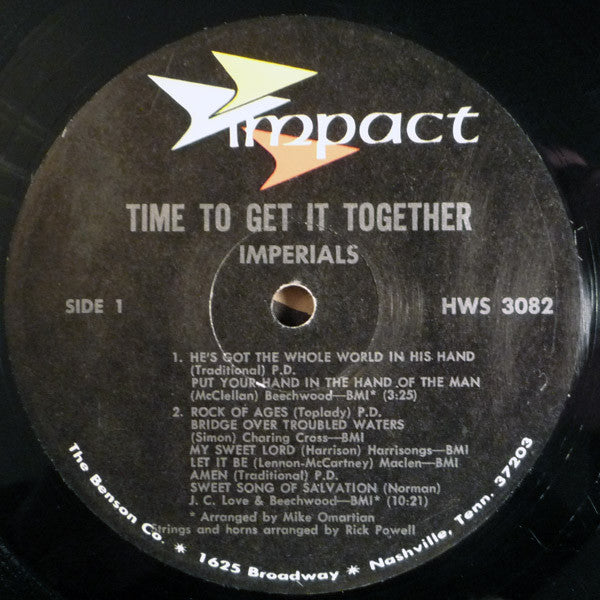 impact
TIME TO GET IT TOGETHER
IMPERIALS
SIDE 1
HWS 3082
1. HE'S GOT THE WHOLE WORLD IN HIS HAND
(Traditional) P.D.
PUT YOUR HAND IN THE HAND OF THE MAN
(McClellan) Beechwood—BMI* (3:25)
2. ROCK OF AGES (Toplady) P.D.
BRIDGE OVER TROUBLED WATERS
(Simon) Charing Cross—BMI
MY SWEET LORD (Harrison) Harrisongs—BMI
LET IT BE (Lennon-McCartney) Maclen—BMI
AMEN (Traditional) P.D.
SWEET SONG OF SALVATION (Norman)
J. C. Love & Beechwood—BMI* (10:21)
* Arranged by Mike Omartian
Strings and horns arranged by Rick Powell
The Benson Co. * 1625 Broadway * Nashville, Tenn. 37203